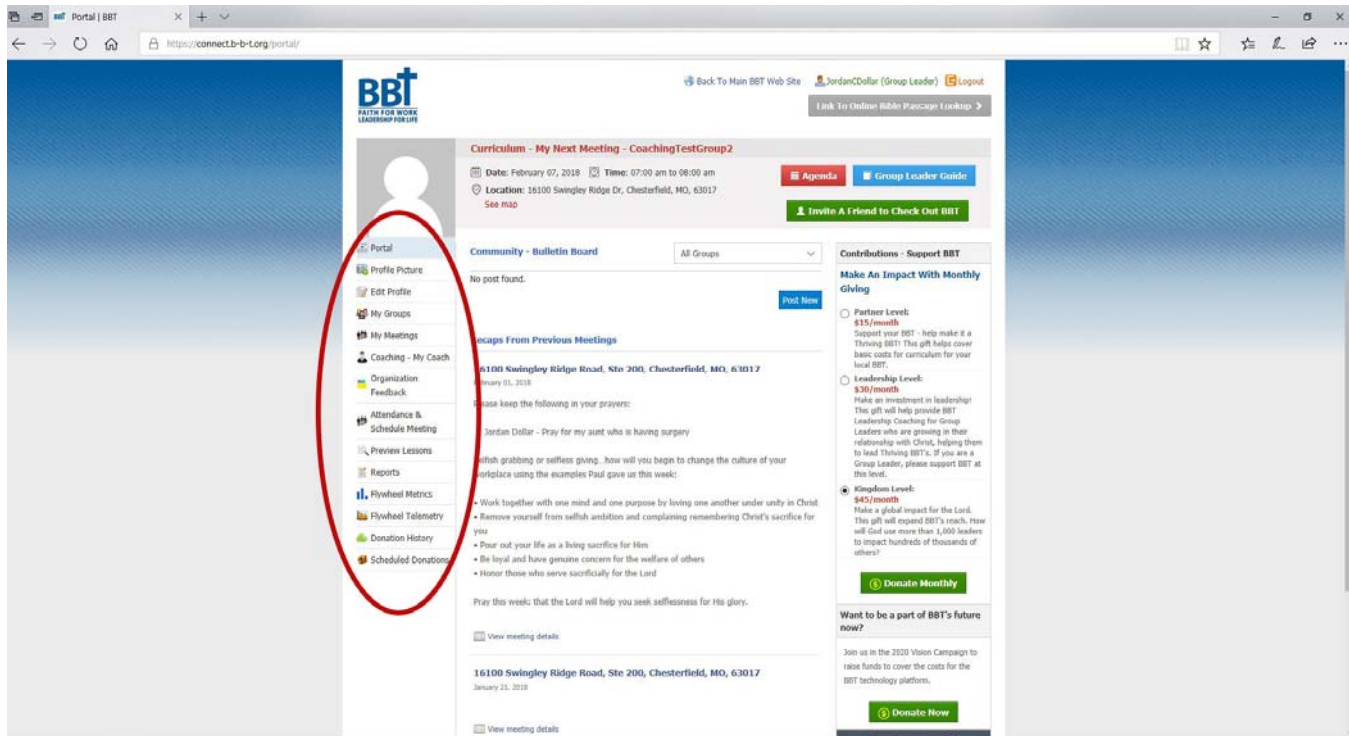 Portal | BBT
https://connect.b-b-t.org/portal/
BBT
FAITH FOR WORK
LEADERSHIP FOR LIFE
Back To Main BBT Web Site JordanCDollar (Group Leader) Logout
Link To Online Bible Passage Lookup
Curriculum - My Next Meeting - CoachingTestGroup2
Date: February 07, 2018 Time: 07:00 am to 08:00 am
Location: 16100 Swingley Ridge Dr, Chesterfield, MO, 63017
See map
Agenda
Group Leader Guide
Invite A Friend to Check Out BBT
Portal
Profile Picture
Edit Profile
My Groups
My Meetings
Coaching - My Coach
Organization
Feedback
Attendance &
Schedule Meeting
Preview Lessons
Reports
Flywheel Metrics
Flywheel Telemetry
Donation History
Scheduled Donations
Community - Bulletin Board
All Groups
No post found.
Post New
ecaps From Previous Meetings
16100 Swingley Ridge Road, Ste 200, Chesterfield, MO, 63017
February 01, 2018
ease keep the following in your prayers:
Jordan Dollar - Pray for my aunt who is having surgery
elfish grabbing or selfless giving...how will you begin to change the culture of your
workplace using the examples Paul gave us this week:
• Work together with one mind and one purpose by loving one another under unity in Christ
• Remove yourself from selfish ambition and complaining remembering Christ's sacrifice for
you
• Pour out your life as a living sacrifice for Him
• Be loyal and have genuine concern for the welfare of others
• Honor those who serve sacrificially for the Lord
Pray this week: that the Lord will help you seek selflessness for His glory.
View meeting details
16100 Swingley Ridge Road, Ste 200, Chesterfield, MO, 63017
January 21, 2018
View meeting details
Contributions - Support BBT
Make An Impact With Monthly
Giving
Partner Level:
$15/month
Support your BBT - help make it a
Thriving BBT! This gift helps cover
basic costs for curriculum for your
local BBT.
Leadership Level:
$30/month
Make an investment in leadership!
This gift will help provide BBT
Leadership Coaching for Group
Leaders who are growing in their
relationship with Christ, helping them
to lead Thriving BBT's. If you are a
Group Leader, please support BBT at
this level.
Kingdom Level:
$45/month
Make a global impact for the Lord.
This gift will expand BBT's reach. How
will God use more than 1,000 leaders
to impact hundreds of thousands of
others?
Donate Monthly
Want to be a part of BBT's future
now?
Join us in the 2020 Vision Campaign to
raise funds to cover the costs for the
BBT technology platform.
Donate Now